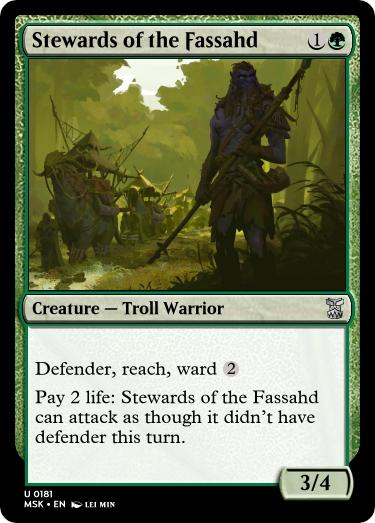 Stewards of the Fassahd 1
Creature — Troll Warrior
Defender, reach, ward 2
Pay 2 life: Stewards of the Fassahd
can attack as though it didn't have
defender this turn.
3/4
U 0181
MSK • EN LEI MIN